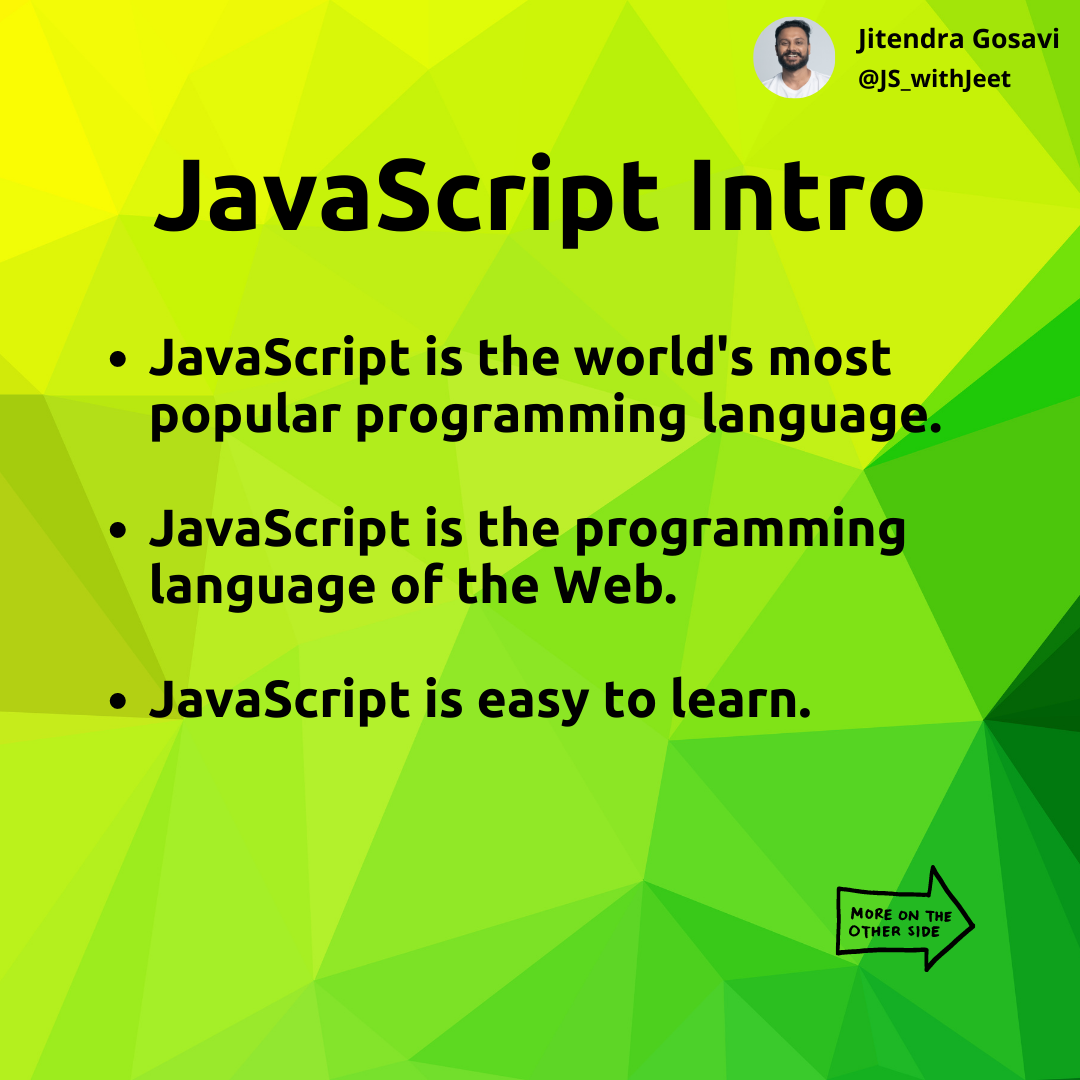 Jitendra Gosavi
@JS_withJeet
JavaScript Intro
• JavaScript is the world's most
popular programming language.
• JavaScript is the programming
language of the Web.
• JavaScript is easy to learn.
MORE ON THE
OTHER SIDE